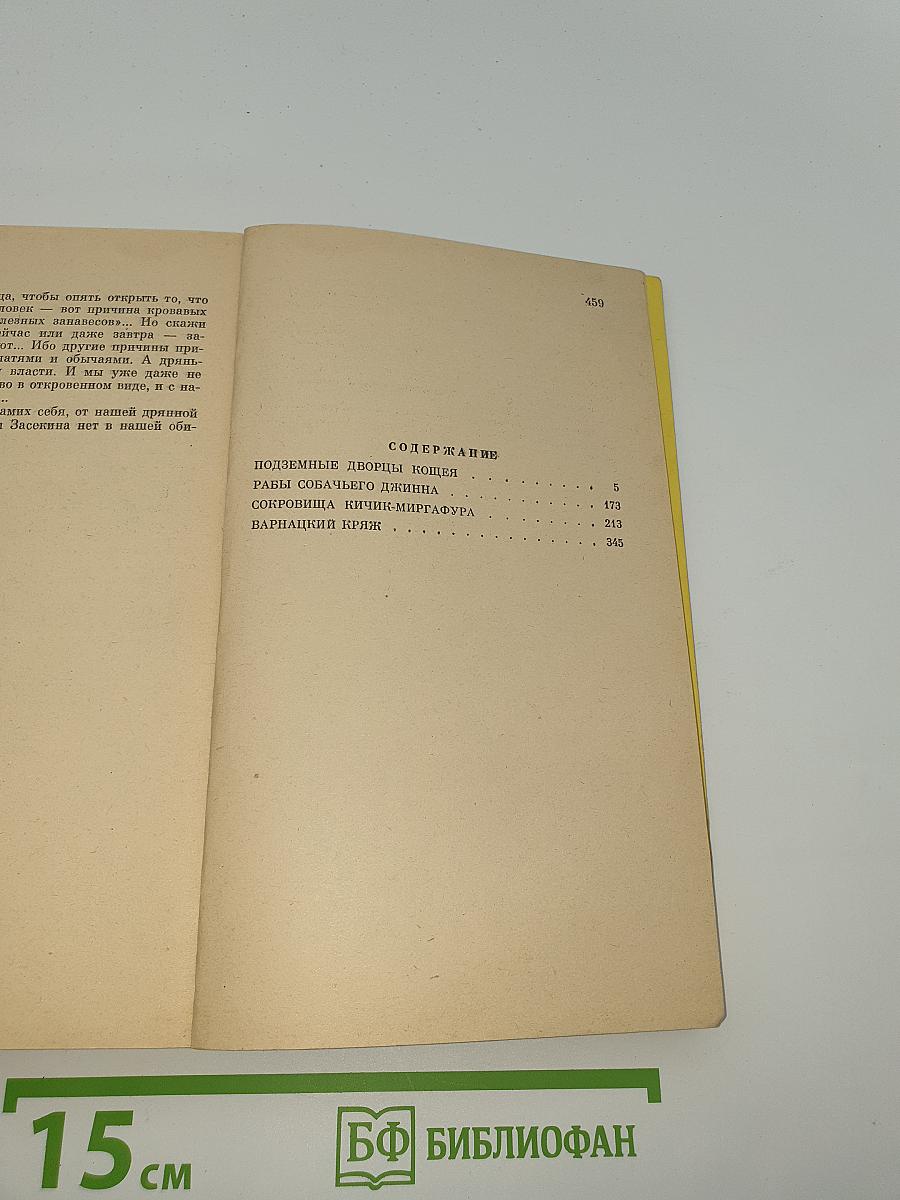 да, чтобы опять открыть то, что
ловек — вот причина кровавых
лезных занавесов»... Но скажи
ейчас или даже завтра — за-
ют... Ибо другие причины при-
чатями и обычаями. А дрянь-
у власти. И мы уже даже не
во в откровенном виде, и с на-
...
амих себя, от нашей дрянной
и Засекина нет в нашей оби-
459
СОДЕРЖАНИЕ
ПОДЗЕМНЫЕ ДВОРЦЫ КОЩЕЯ . . . . . . . . . 5
РАБЫ СОБАЧЬЕГО ДЖИННА . . . . . . . . . . . 173
СОКРОВИЩА КИЧИК-МИРГАФУРА . . . . . . . . 213
ВАРНАЦКИЙ КРЯЖ . . . . . . . . . . . . . . . 345
15 см
БФ БИБЛИОФАН